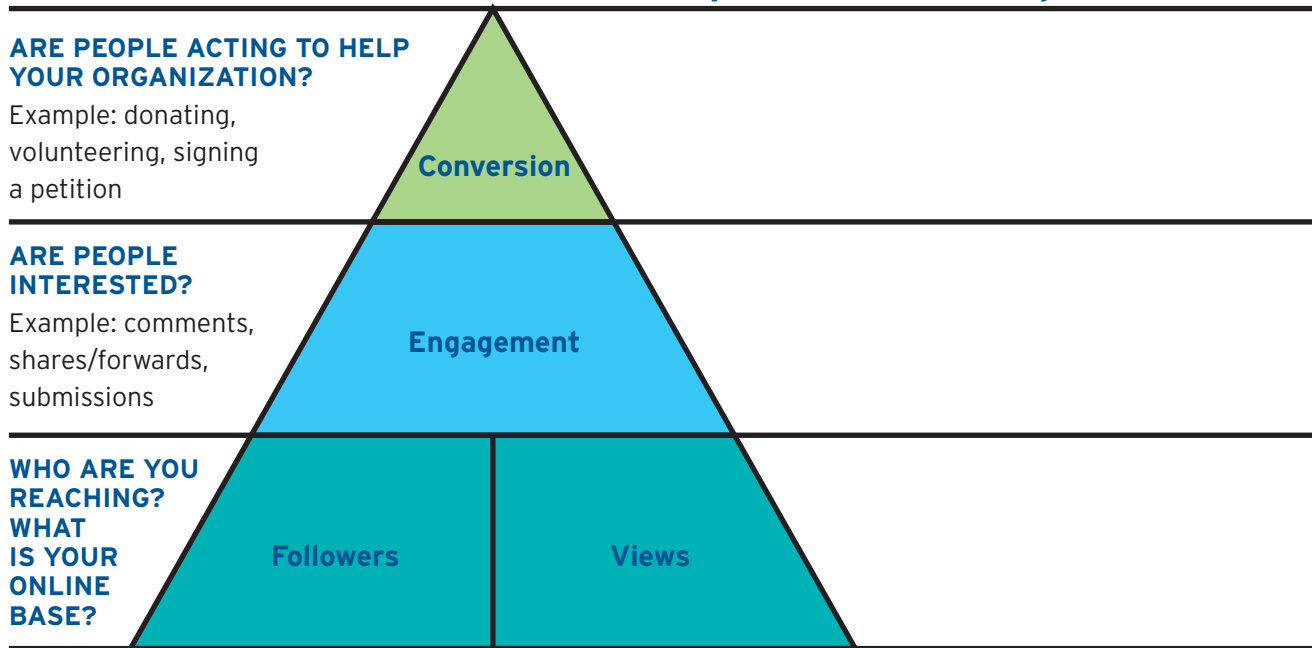 ARE PEOPLE ACTING TO HELP
YOUR ORGANIZATION?
Example: donating,
volunteering, signing
a petition
Conversion
ARE PEOPLE
INTERESTED?
Example: comments,
shares/forwards,
submissions
Engagement
WHO ARE YOU
REACHING?
WHAT
IS YOUR
ONLINE
BASE?
Followers
Views